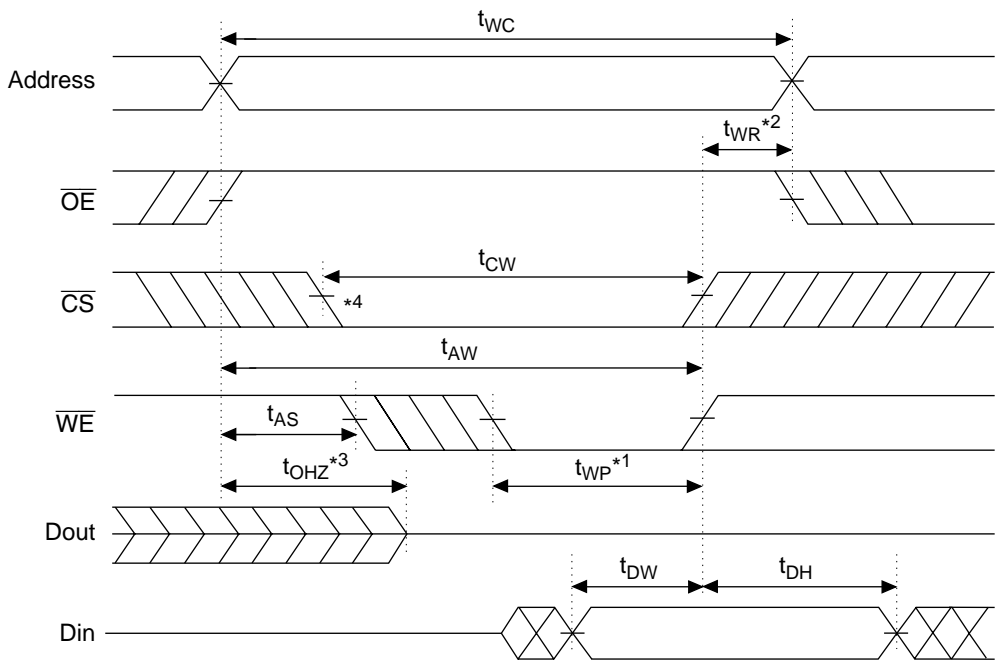 tWC
Address
tWR*2
OE
tCW
CS
*4
tAW
WE
tAS
tWP*1
tOHZ*3
Dout
tDW
tDH
Din